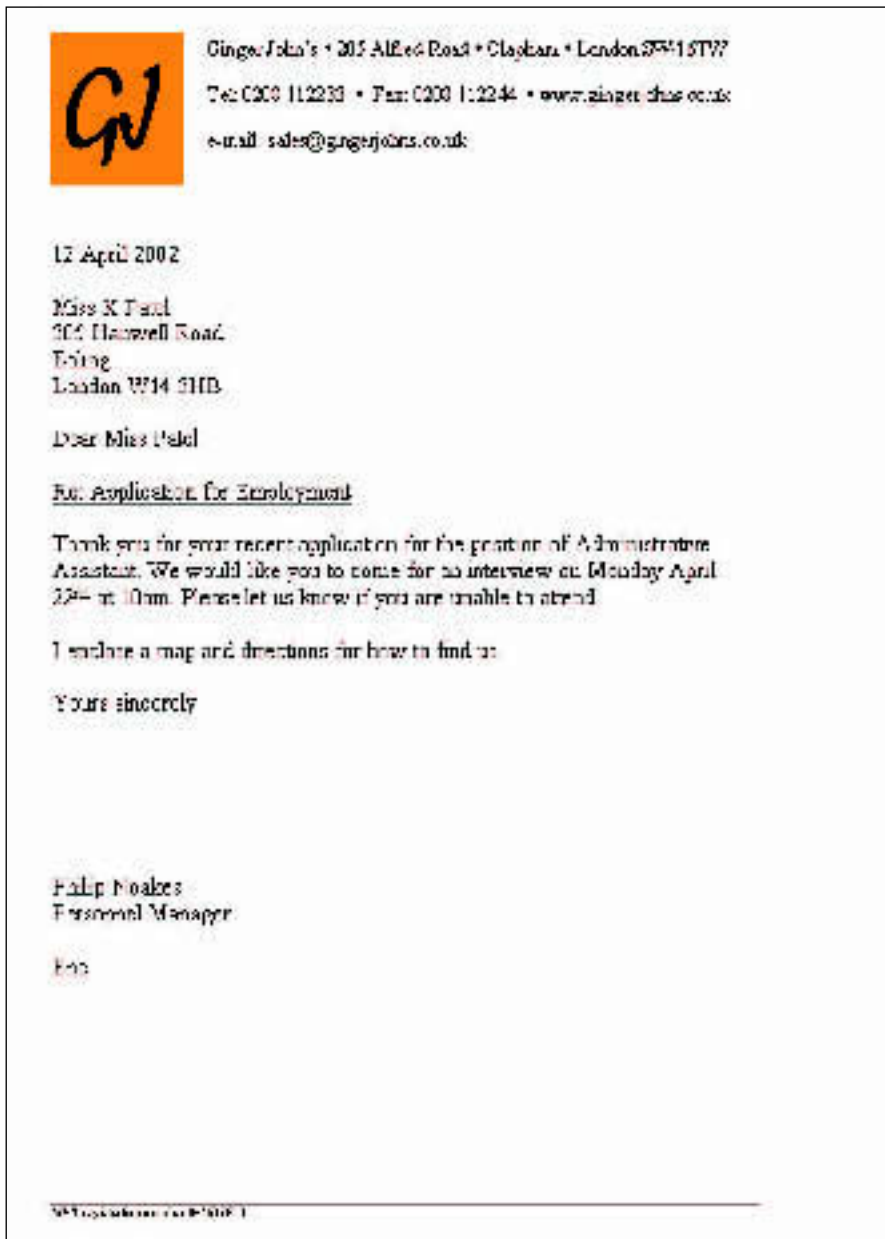 GJ
Ginger John's • 205 Alfred Road • Clapham • London
Tel: 0208 112233 • Fax: 0208 112244 •
e-mail: sales@gingerjohns.co.uk
12 April 2002
Miss K Patel
Hanwell Road
Ealing
London W14
Dear Miss Patel
Re: Application for Employment
Thank you for your recent application for the position of Administrative
Assistant. We would like you to come for an interview on Monday April
at 10am. Please let us know if you are unable to attend.
I enclose a map and directions for how to find us.
Yours sincerely
Philip Noakes
Personnel Manager
Enc